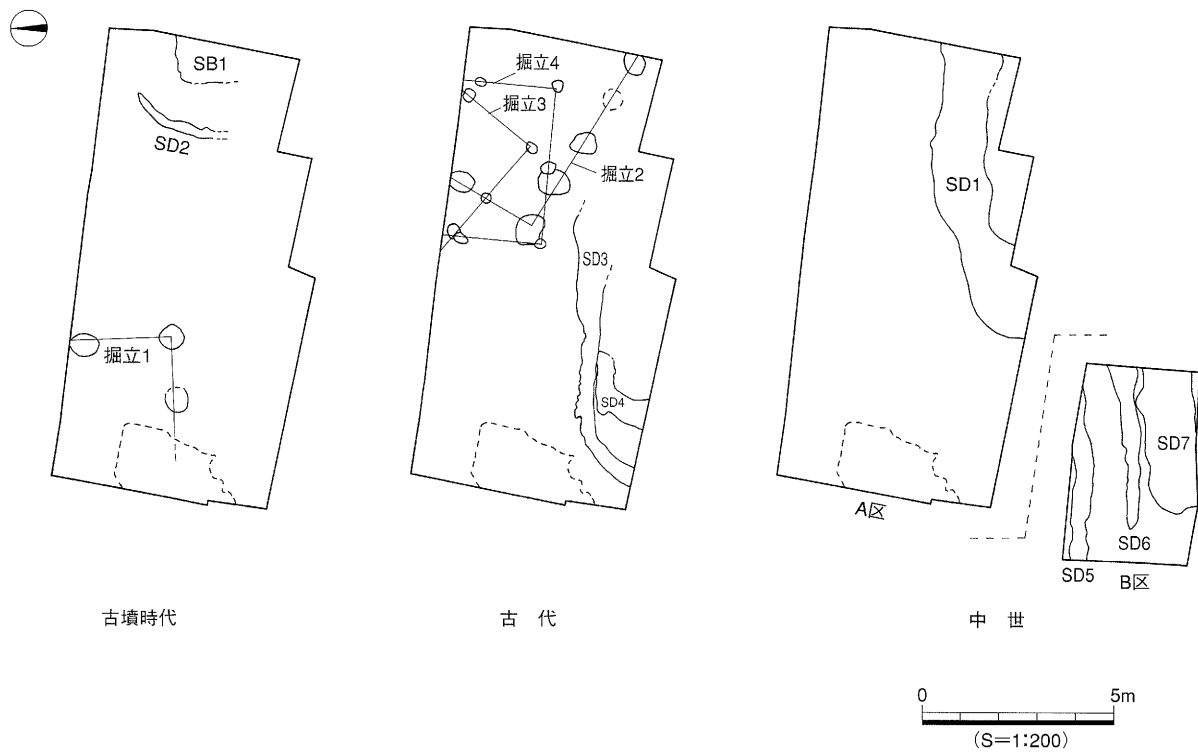 SB1
SD2
掘立1
古墳時代
掘立4
掘立3
掘立2
SD3
SD4
古 代
SD1
A区
SD7
SD6
SD5
B区
中 世
0 5m
(S=1:200)